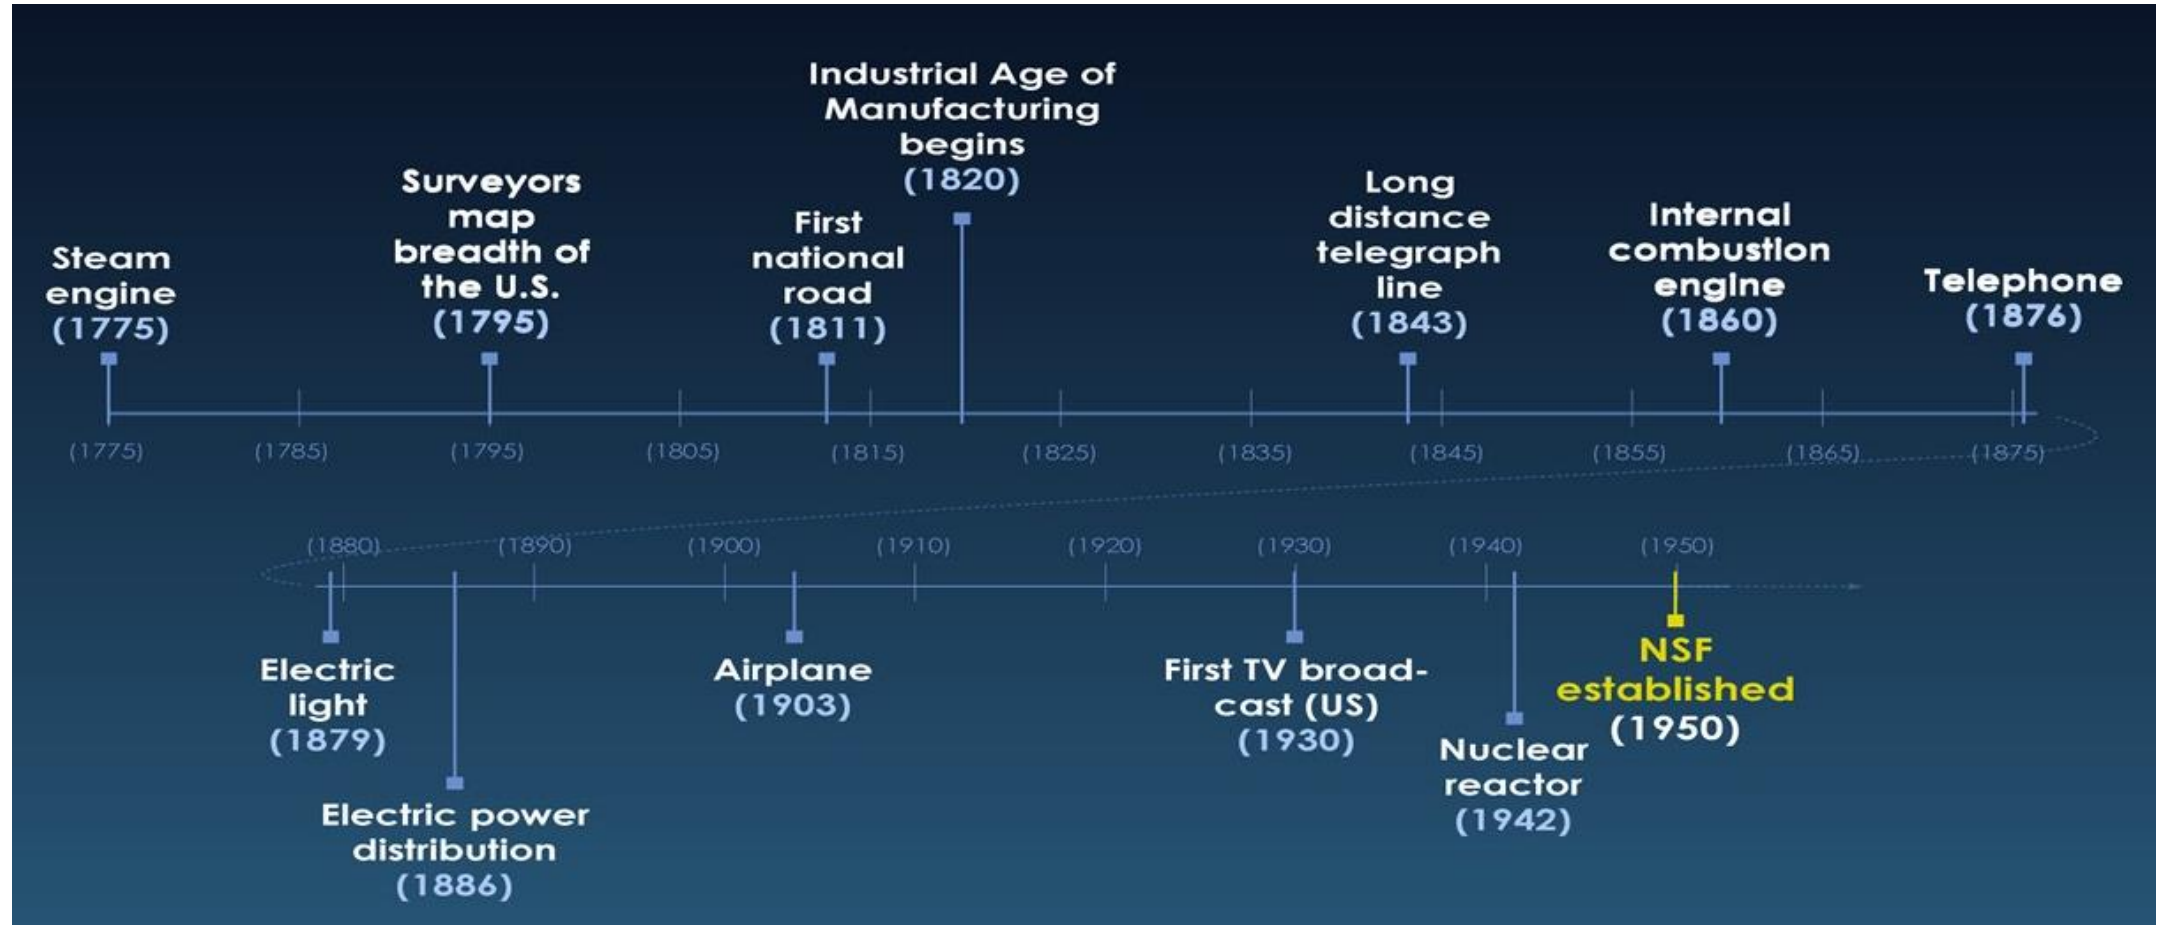 Steam
engine
(1775)
Surveyors
map
breadth of
the U.S.
(1795)
First
national
road
(1811)
Industrial Age of
Manufacturing
begins
(1820)
Long
distance
telegraph
line
(1843)
Internal
combustion
engine
(1860)
Telephone
(1876)
(1775) (1785) (1795) (1805) (1815) (1825) (1835) (1845) (1855) (1865) (1875)
(1880) (1890) (1900) (1910) (1920) (1930) (1940) (1950)
Electric
light
(1879)
Electric power
distribution
(1886)
Airplane
(1903)
First TV broad-
cast (US)
(1930)
Nuclear
reactor
(1942)
NSF
established
(1950)